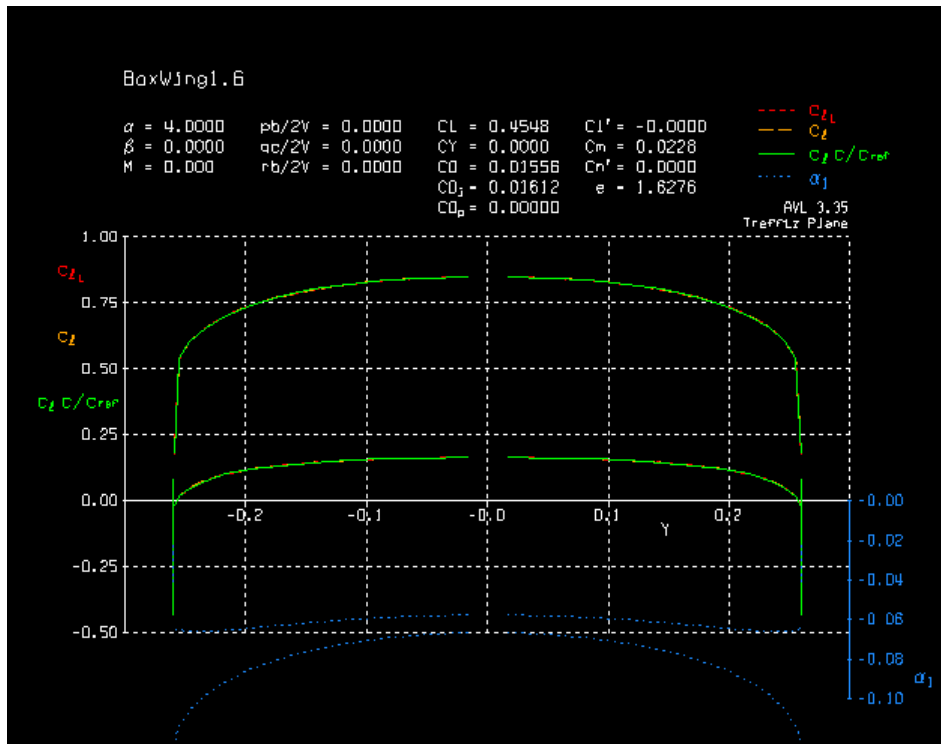 BoxWing1.6
α = 4.0000 pb/2V = 0.0000 CL = 0.4548 Cl' = -0.0000
β = 0.0000 qc/2V = 0.0000 CY = 0.0000 Cm = 0.0228
M = 0.000 rb/2V = 0.0000 CD = 0.01556 Cn' = 0.0000
CDi = 0.01612 e = 1.6276
CDp = 0.00000
CℓL
Cℓ
Cℓ C/Cref
αi
AVL 3.35
Trefftz Plane
1.00
CℓL
0.75
Cℓ
0.50
Cℓ C/Cref
0.25
0.00
-0.2 -0.1 -0.0 0.1 0.2
Y
-0.25
-0.50
-0.00
-0.02
-0.04
-0.06
-0.08
αi
-0.10